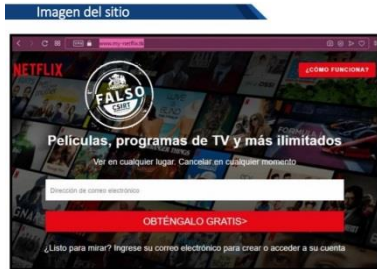 Imagen del sitio
NETFLIX
¿CÓMO FUNCIONA?
FALSO
CSIRT
Películas, programas de TV y más ilimitados
Ver en cualquier lugar. Cancelar en cualquier momento
Dirección de correo electrónico
OBTÉNGALO GRATIS>
¿Listo para mirar? Ingrese su correo electrónico para crear o acceder a su cuenta